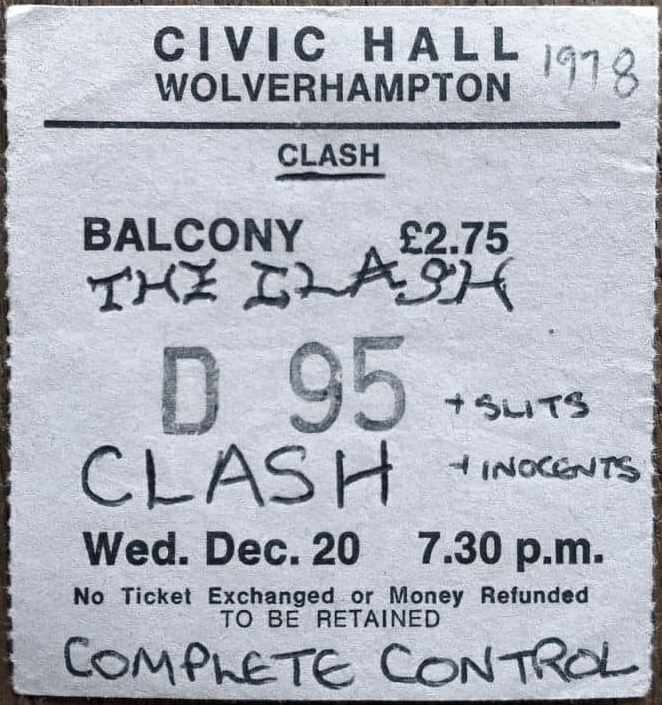 CIVIC HALL 1978
WOLVERHAMPTON
CLASH
BALCONY £2.75
THE CLASH
D 95 + SLITS
CLASH + INOCENTS
Wed. Dec. 20 7.30 p.m.
No Ticket Exchanged or Money Refunded
TO BE RETAINED
COMPLETE CONTROL